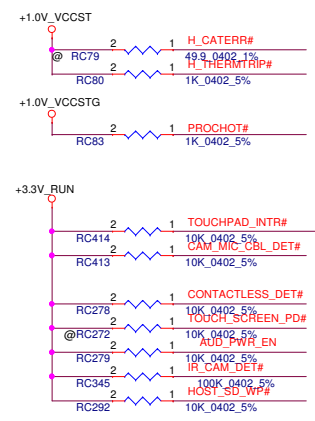 +1.0V_VCCST
2 1 H_CATERR#
@ RC79 49.9_0402_1%
2 1 H_THERMTRIP#
RC80 1K_0402_5%
+1.0V_VCCSTG
2 1 PROCHOT#
RC83 1K_0402_5%
+3.3V_RUN
2 1 TOUCHPAD_INTR#
RC414 10K_0402_5%
2 1 CAM_MIC_CBL_DET#
RC413 10K_0402_5%
2 1 CONTACTLESS_DET#
RC278 10K_0402_5%
2 1 TOUCH_SCREEN_PD#
@RC272 10K_0402_5%
2 1 AUD_PWR_EN
RC279 10K_0402_5%
2 1 IR_CAM_DET#
RC345 100K_0402_5%
2 1 HOST_SD_WP#
RC292 10K_0402_5%